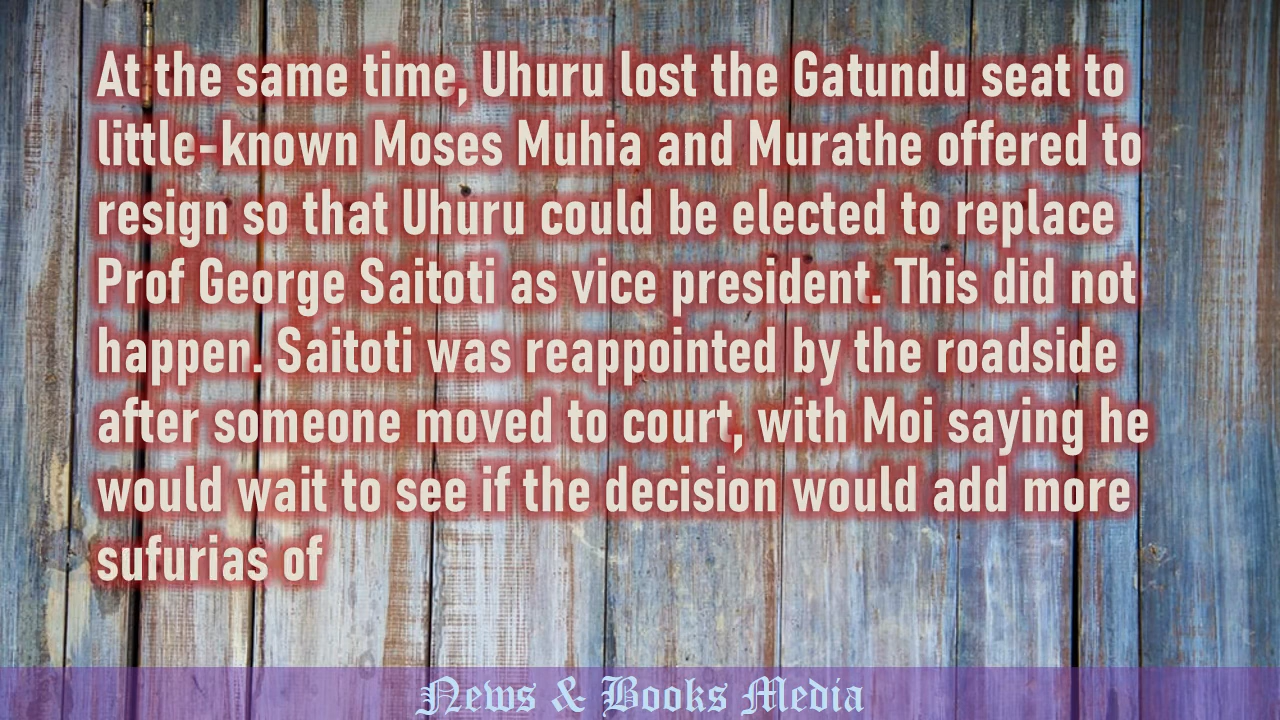 At the same time, Uhuru lost the Gatundu seat to
little-known Moses Muhia and Murathe offered to
resign so that Uhuru could be elected to replace
Prof George Saitoti as vice president. This did not
happen. Saitoti was reappointed by the roadside
after someone moved to court, with Moi saying he
would wait to see if the decision would add more
sufurias of
News & Books Media